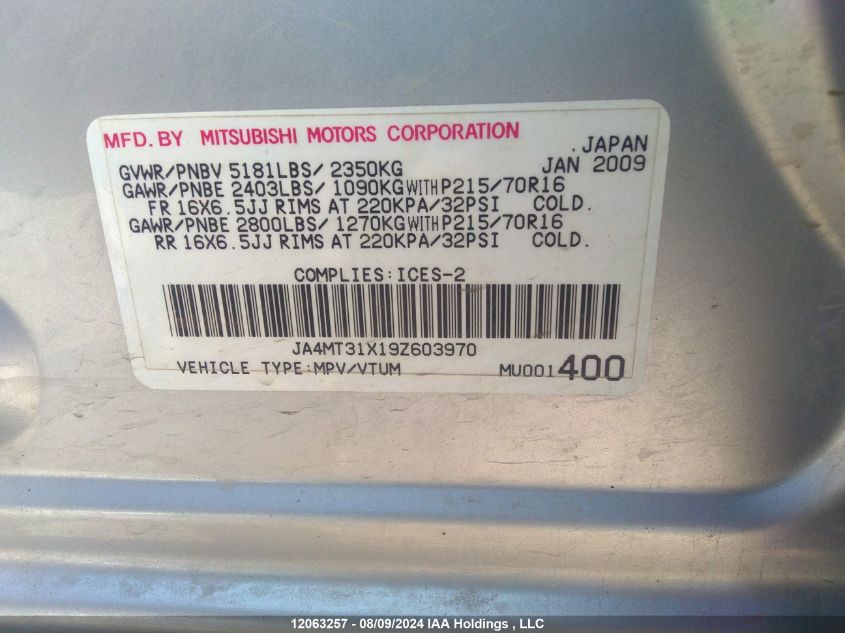 MFD. BY MITSUBISHI MOTORS CORPORATION JAPAN
GVWR/PNBV 5181LBS/ 2350KG JAN 2009
GAWR/PNBE 2403LBS/ 1090KG WITH P215/70R16
FR 16X6.5JJ RIMS AT 220KPA/32PSI COLD.
GAWR/PNBE 2800LBS/ 1270KG WITH P215/70R16
RR 16X6.5JJ RIMS AT 220KPA/32PSI COLD.
COMPLIES:ICES-2
JA4MT31X19Z603970
VEHICLE TYPE:MPV/VTUM MU001400
12063257 - 08/09/2024 IAA Holdings , LLC